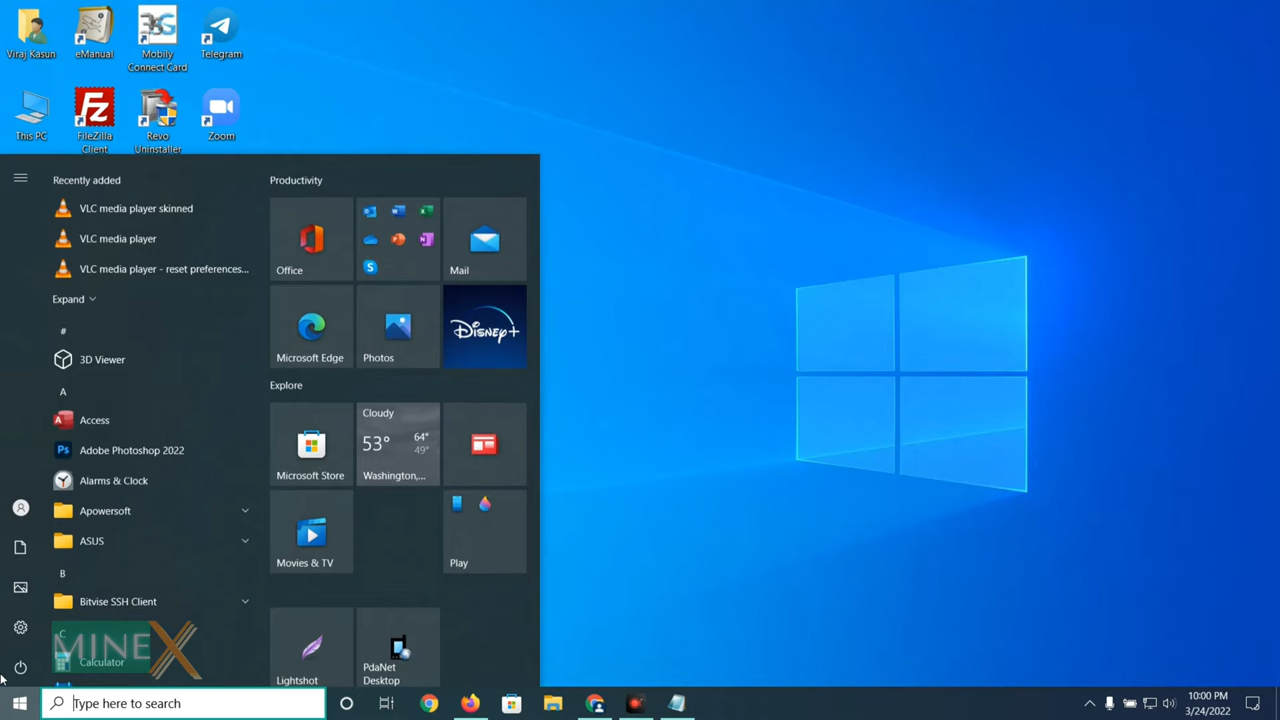 Viraj Kasun
eManual
Mobily
Connect Card
Telegram
This PC
FileZilla
Client
Revo
Uninstaller
Zoom
Recently added
VLC media player skinned
VLC media player
VLC media player - reset preferences...
Expand
#
3D Viewer
A
Access
Adobe Photoshop 2022
Alarms & Clock
Apowersoft
ASUS
B
Bitvise SSH Client
C
Calculator
MINEX
Productivity
Office
Mail
Microsoft Edge
Photos
Disney+
Explore
Microsoft Store
Cloudy
53° 64°
49°
Washington,...
Movies & TV
Play
Lightshot
PdaNet
Desktop
Type here to search
10:00 PM
3/24/2022